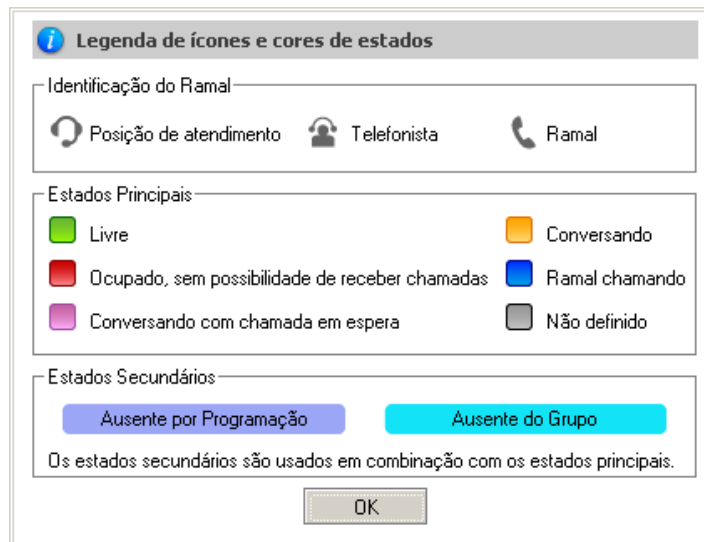 Legenda de ícones e cores de estados
Identificação do Ramal
Posição de atendimento Telefonista Ramal
Estados Principais
Livre Conversando
Ocupado, sem possibilidade de receber chamadas Ramal chamando
Conversando com chamada em espera Não definido
Estados Secundários
Ausente por Programação Ausente do Grupo
Os estados secundários são usados em combinação com os estados principais.
OK